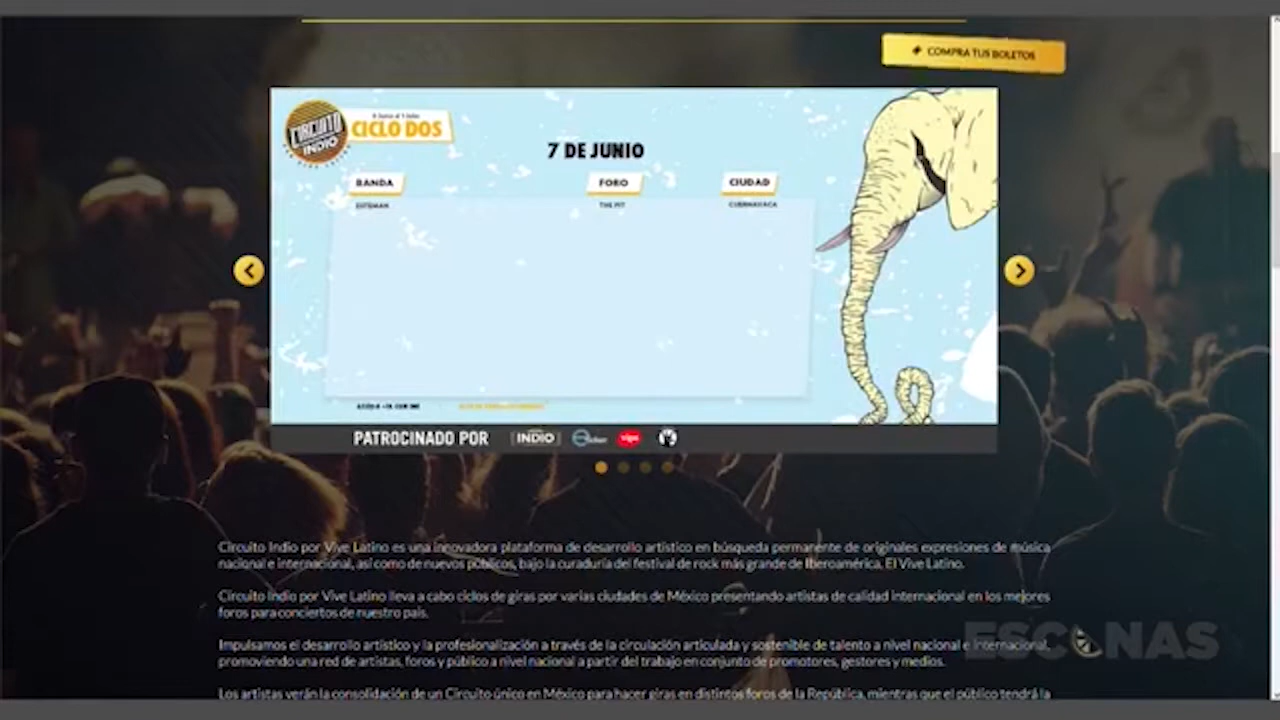 COMPRA TUS BOLETOS
CIRCUITO
INDIO
CICLO DOS
7 DE JUNIO
BANDA FORO CIUDAD
ESTEMAN THE PIT CUERNAVACA
PATROCINADO POR INDIO vips
Circuito Indio por Vive Latino es una innovadora plataforma de desarrollo artístico en búsqueda permanente de originales expresiones de música
nacional e internacional, así como de nuevos públicos, bajo la curaduría del festival de rock más grande de Iberoamérica, El Vive Latino.
Circuito Indio por Vive Latino lleva a cabo ciclos de giras por varias ciudades de México presentando artistas de calidad internacional en los mejores
foros para conciertos de nuestro país.
Impulsamos el desarrollo artístico y la profesionalización a través de la circulación articulada y sostenible de talento a nivel nacional e internacional,
promoviendo una red de artistas, foros y público a nivel nacional a partir del trabajo en conjunto de promotores, gestores y medios.
Los artistas verán la consolidación de un Circuito único en México para hacer giras en distintos foros de la República, mientras que el público tendrá la
ESCENAS